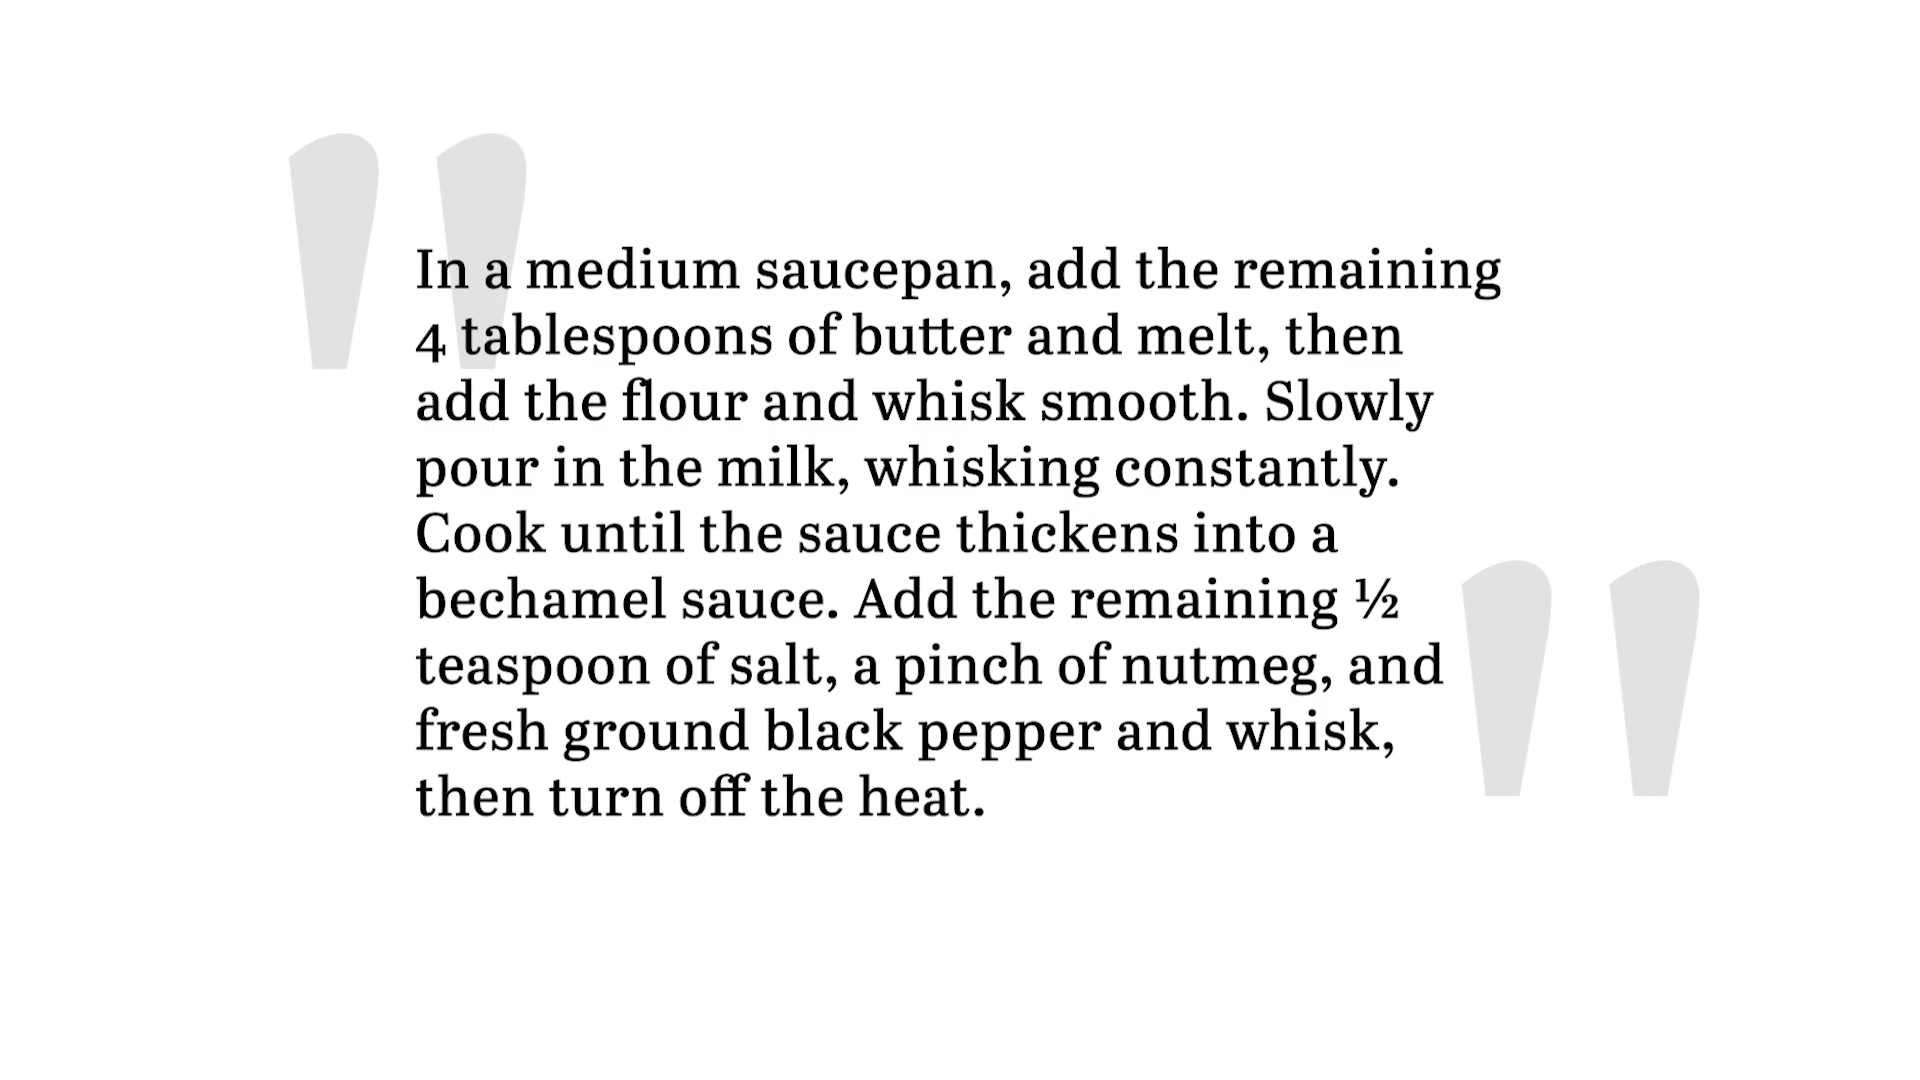 In a medium saucepan, add the remaining
4 tablespoons of butter and melt, then
add the flour and whisk smooth. Slowly
pour in the milk, whisking constantly.
Cook until the sauce thickens into a
bechamel sauce. Add the remaining ½
teaspoon of salt, a pinch of nutmeg, and
fresh ground black pepper and whisk,
then turn off the heat.